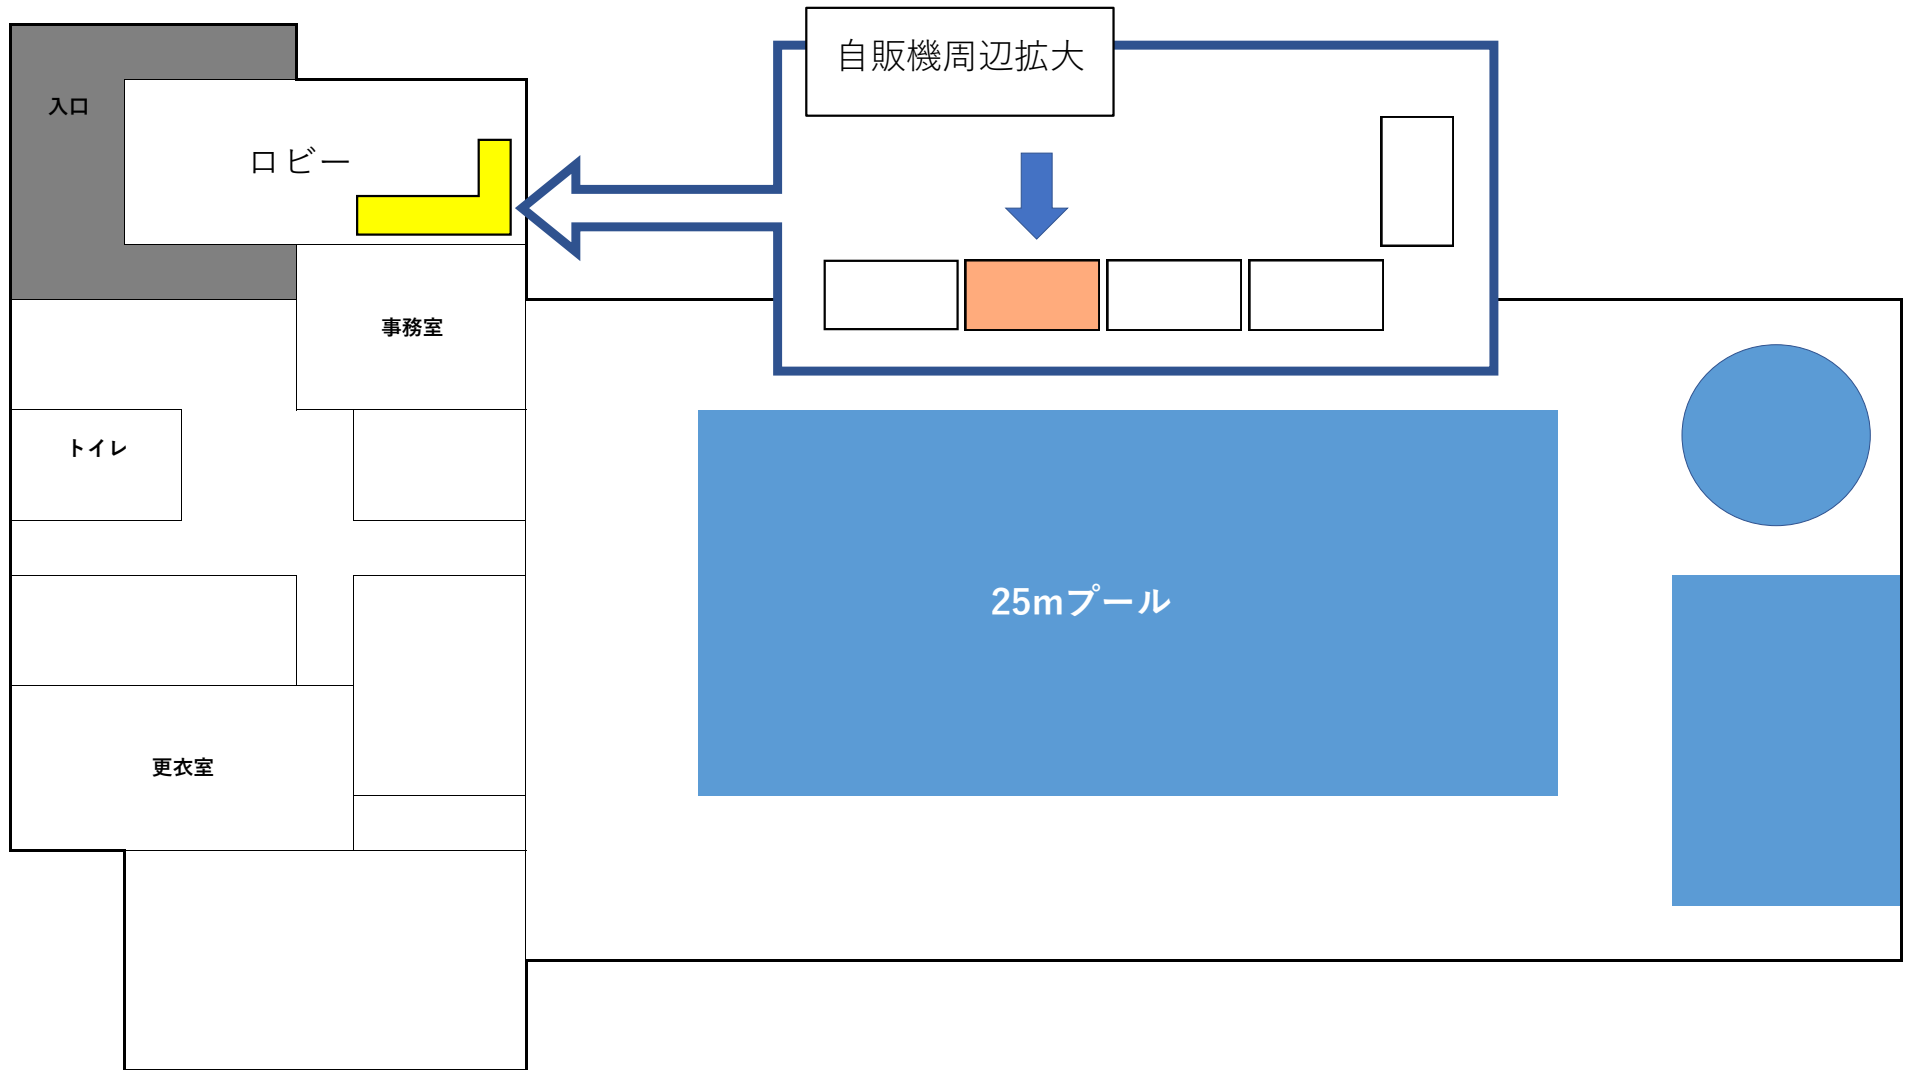 自販機周辺拡大
入口
ロビー
事務室
トイレ
25mプール
更衣室